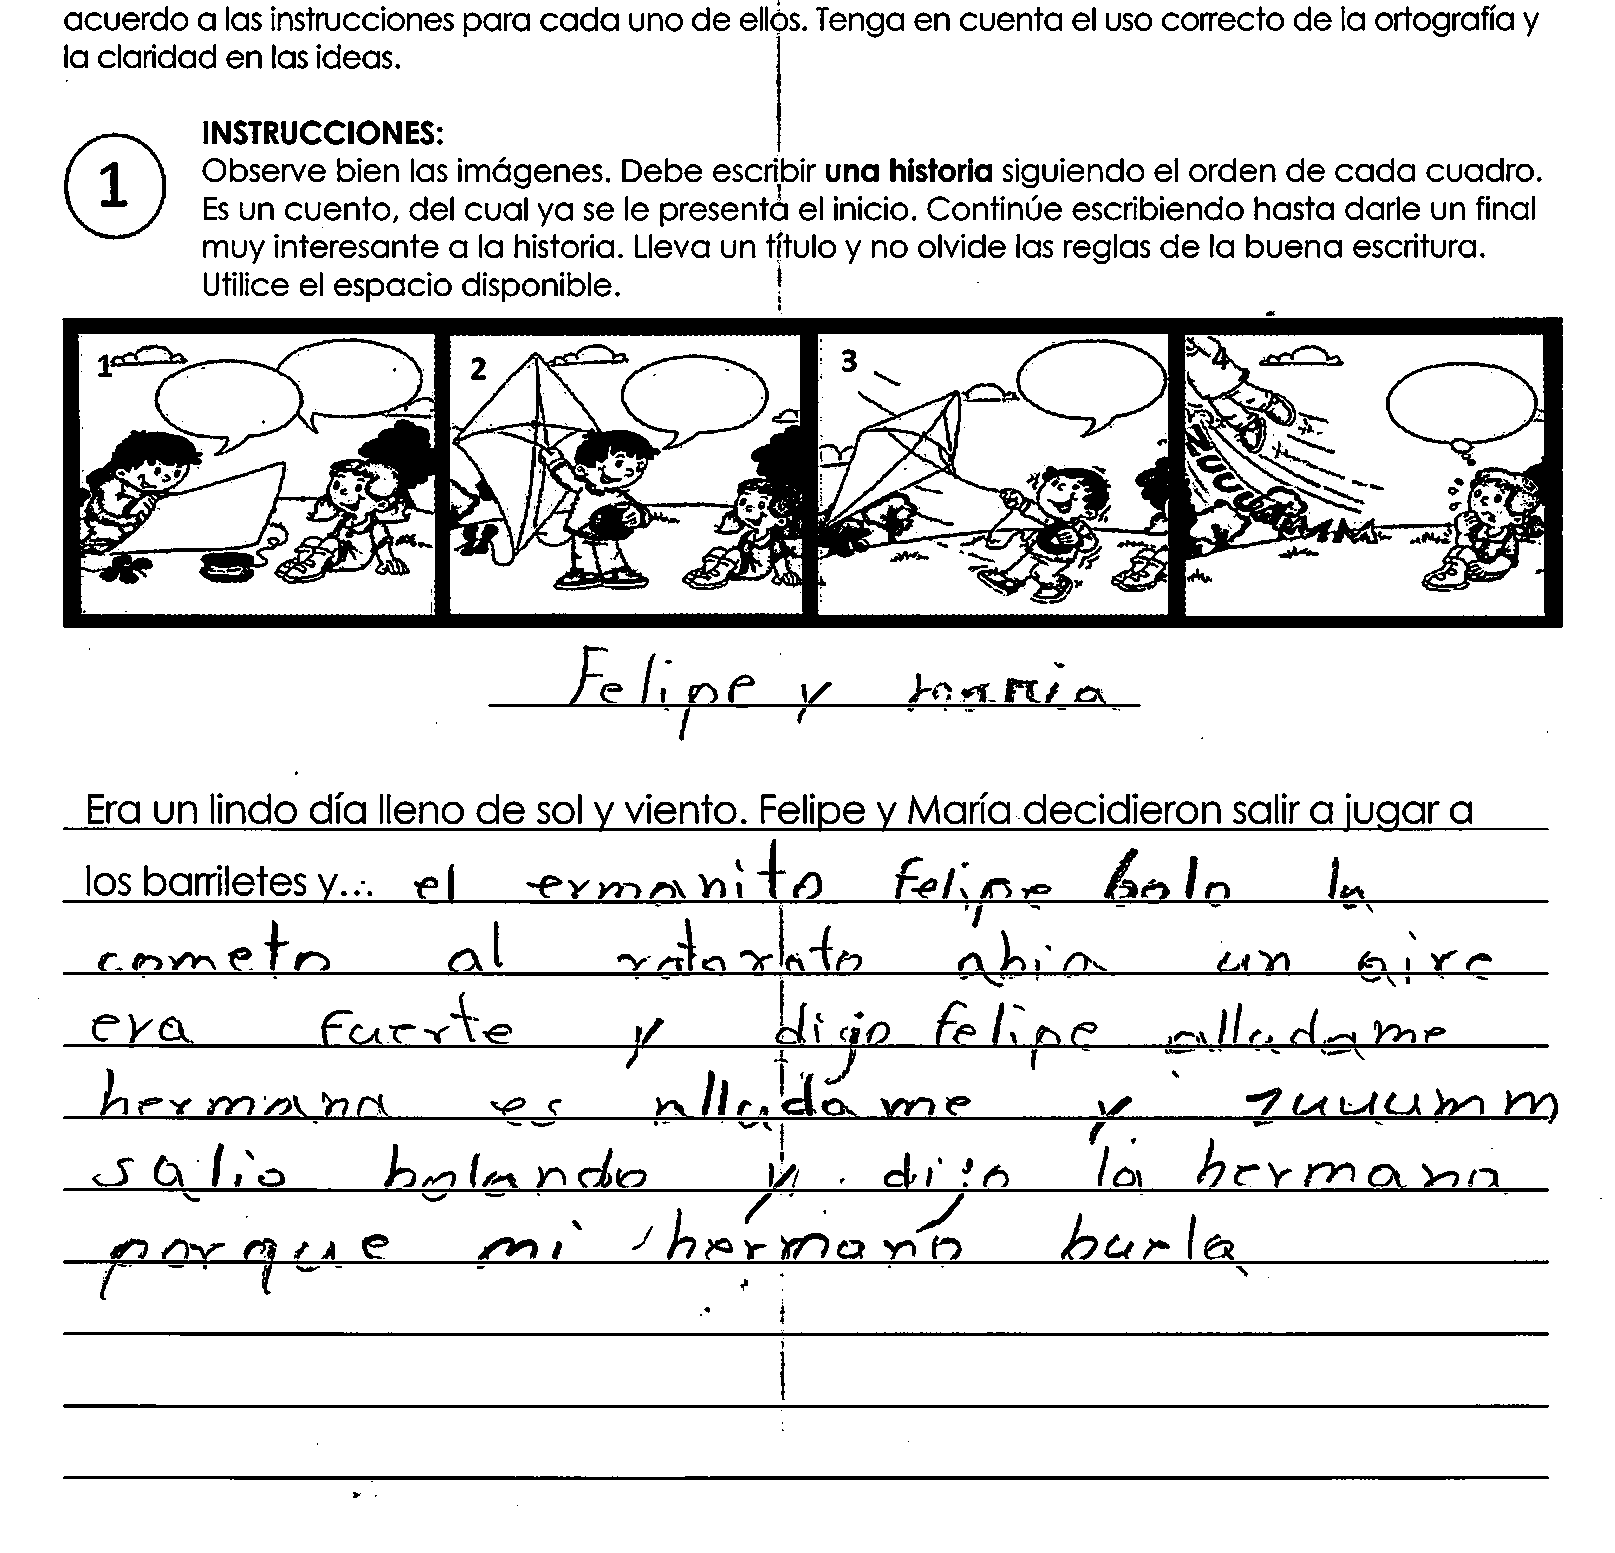 acuerdo a las instrucciones para cada uno de ellos. Tenga en cuenta el uso correcto de la ortografía y
la claridad en las ideas.
1
INSTRUCCIONES:
Observe bien las imágenes. Debe escribir una historia siguiendo el orden de cada cuadro.
Es un cuento, del cual ya se le presenta el inicio. Continúe escribiendo hasta darle un final
muy interesante a la historia. Lleva un título y no olvide las reglas de la buena escritura.
Utilice el espacio disponible.
1 2 3 4
ZUUUUMMM
Felipe y maria
Era un lindo día lleno de sol y viento. Felipe y María decidieron salir a jugar a
los barriletes y... el ermanito felipe bolo la
cometa al ratarato abia un aire
era fuerte y dijo felipe alludame
hermana es alludame y zuuumm
salio bolando y dijo la hermana
porque mi hermano burla